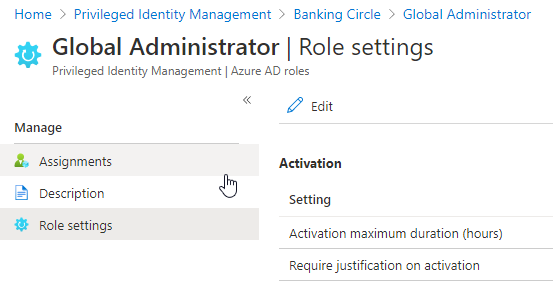 Home > Privileged Identity Management > Banking Circle > Global Administrator
Global Administrator | Role settings
Privileged Identity Management | Azure AD roles
«
Edit
Manage
Assignments
Description
Role settings
Activation
Setting
Activation maximum duration (hours)
Require justification on activation